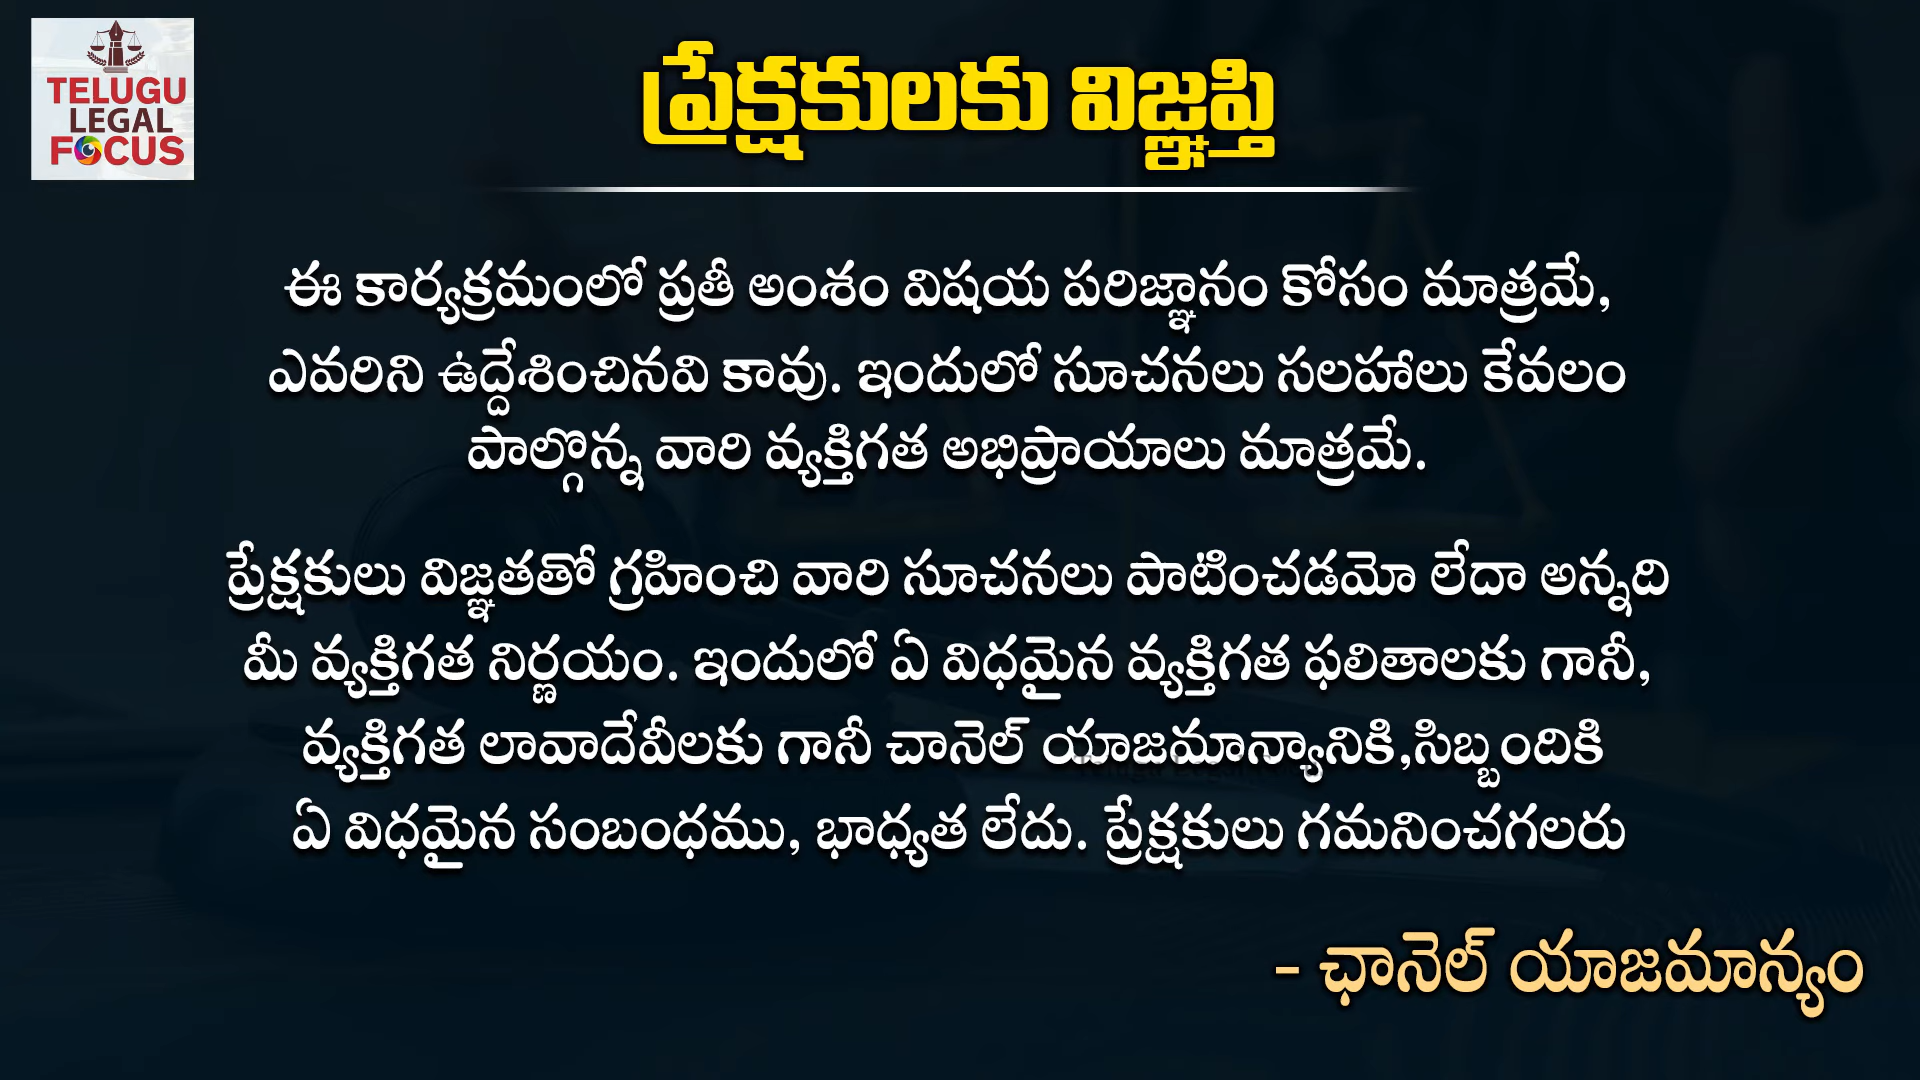 TELUGU
LEGAL
FOCUS
ప్రేక్షకులకు విజ్ఞప్తి
ఈ కార్యక్రమంలో ప్రతీ అంశం విషయ పరిజ్ఞానం కోసం మాత్రమే,
ఎవరిని ఉద్దేశించినవి కావు. ఇందులో సూచనలు సలహాలు కేవలం
పాల్గొన్న వారి వ్యక్తిగత అభిప్రాయాలు మాత్రమే.
ప్రేక్షకులు విజ్ఞతతో గ్రహించి వారి సూచనలు పాటించడమో లేదా అన్నది
మీ వ్యక్తిగత నిర్ణయం. ఇందులో ఏ విధమైన వ్యక్తిగత ఫలితాలకు గానీ,
వ్యక్తిగత లావాదేవీలకు గానీ చానెల్ యాజమాన్యానికి,సిబ్బందికి
ఏ విధమైన సంబంధము, భాధ్యత లేదు. ప్రేక్షకులు గమనించగలరు
- ఛానెల్ యాజమాన్యం